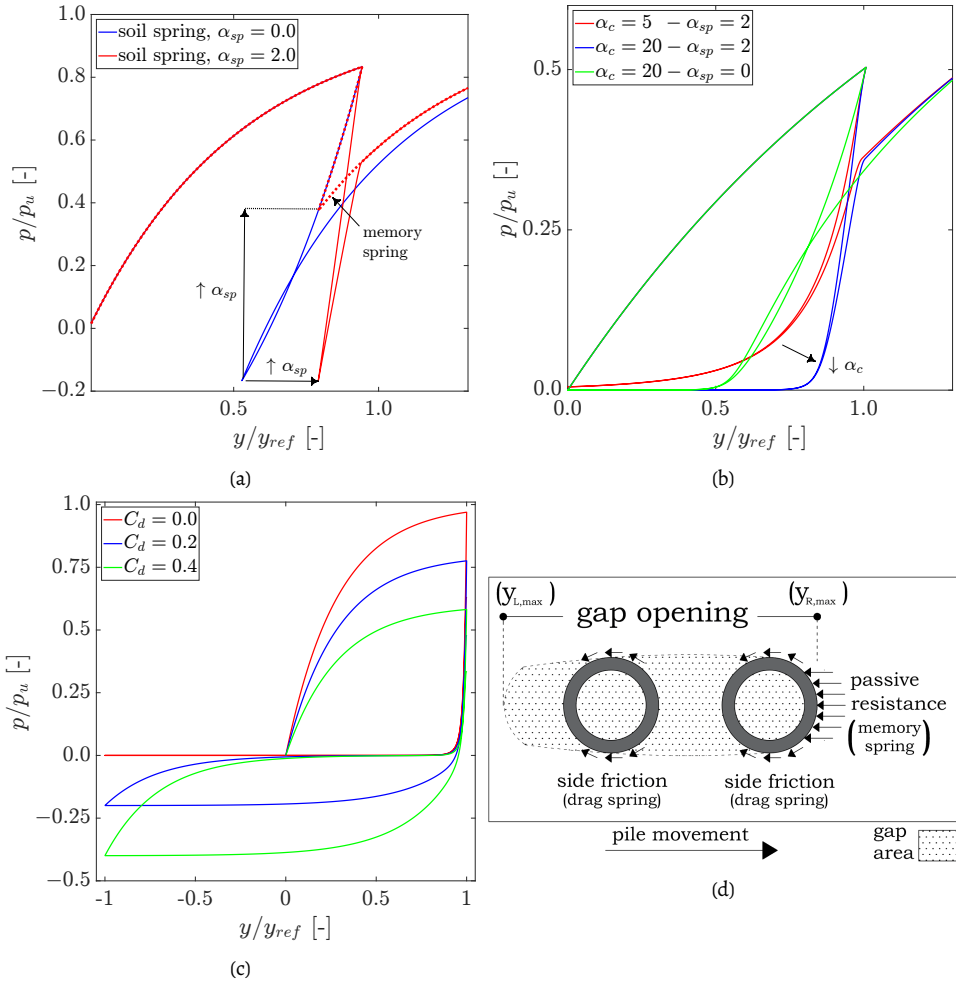 soil spring, α_sp = 0.0
soil spring, α_sp = 2.0
1.0
0.8
0.6
0.4
0.2
0.0
−0.2
p/p_u [-]
memory
spring
↑ α_sp
↑ α_sp
0.5
1.0
y/y_ref [-]
(a)
α_c = 5 − α_sp = 2
α_c = 20 − α_sp = 2
α_c = 20 − α_sp = 0
0.5
0.25
0.0
p/p_u [-]
↓ α_c
0.0
0.5
1.0
y/y_ref [-]
(b)
C_d = 0.0
C_d = 0.2
C_d = 0.4
1.0
0.75
0.5
0.25
0.0
−0.25
−0.5
p/p_u [-]
-1
-0.5
0
0.5
1
y/y_ref [-]
(c)
(y_L,max)
(y_R,max)
gap opening
passive
resistance
(memory
spring)
side friction
(drag spring)
side friction
(drag spring)
pile movement
gap
area
(d)